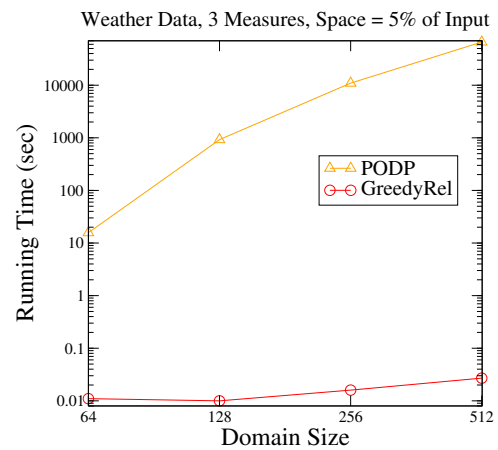 Weather Data, 3 Measures, Space = 5% of Input
10000
1000
100
10
1
0.1
0.01
Running Time (sec)
PODP
GreedyRel
64
128
256
512
Domain Size